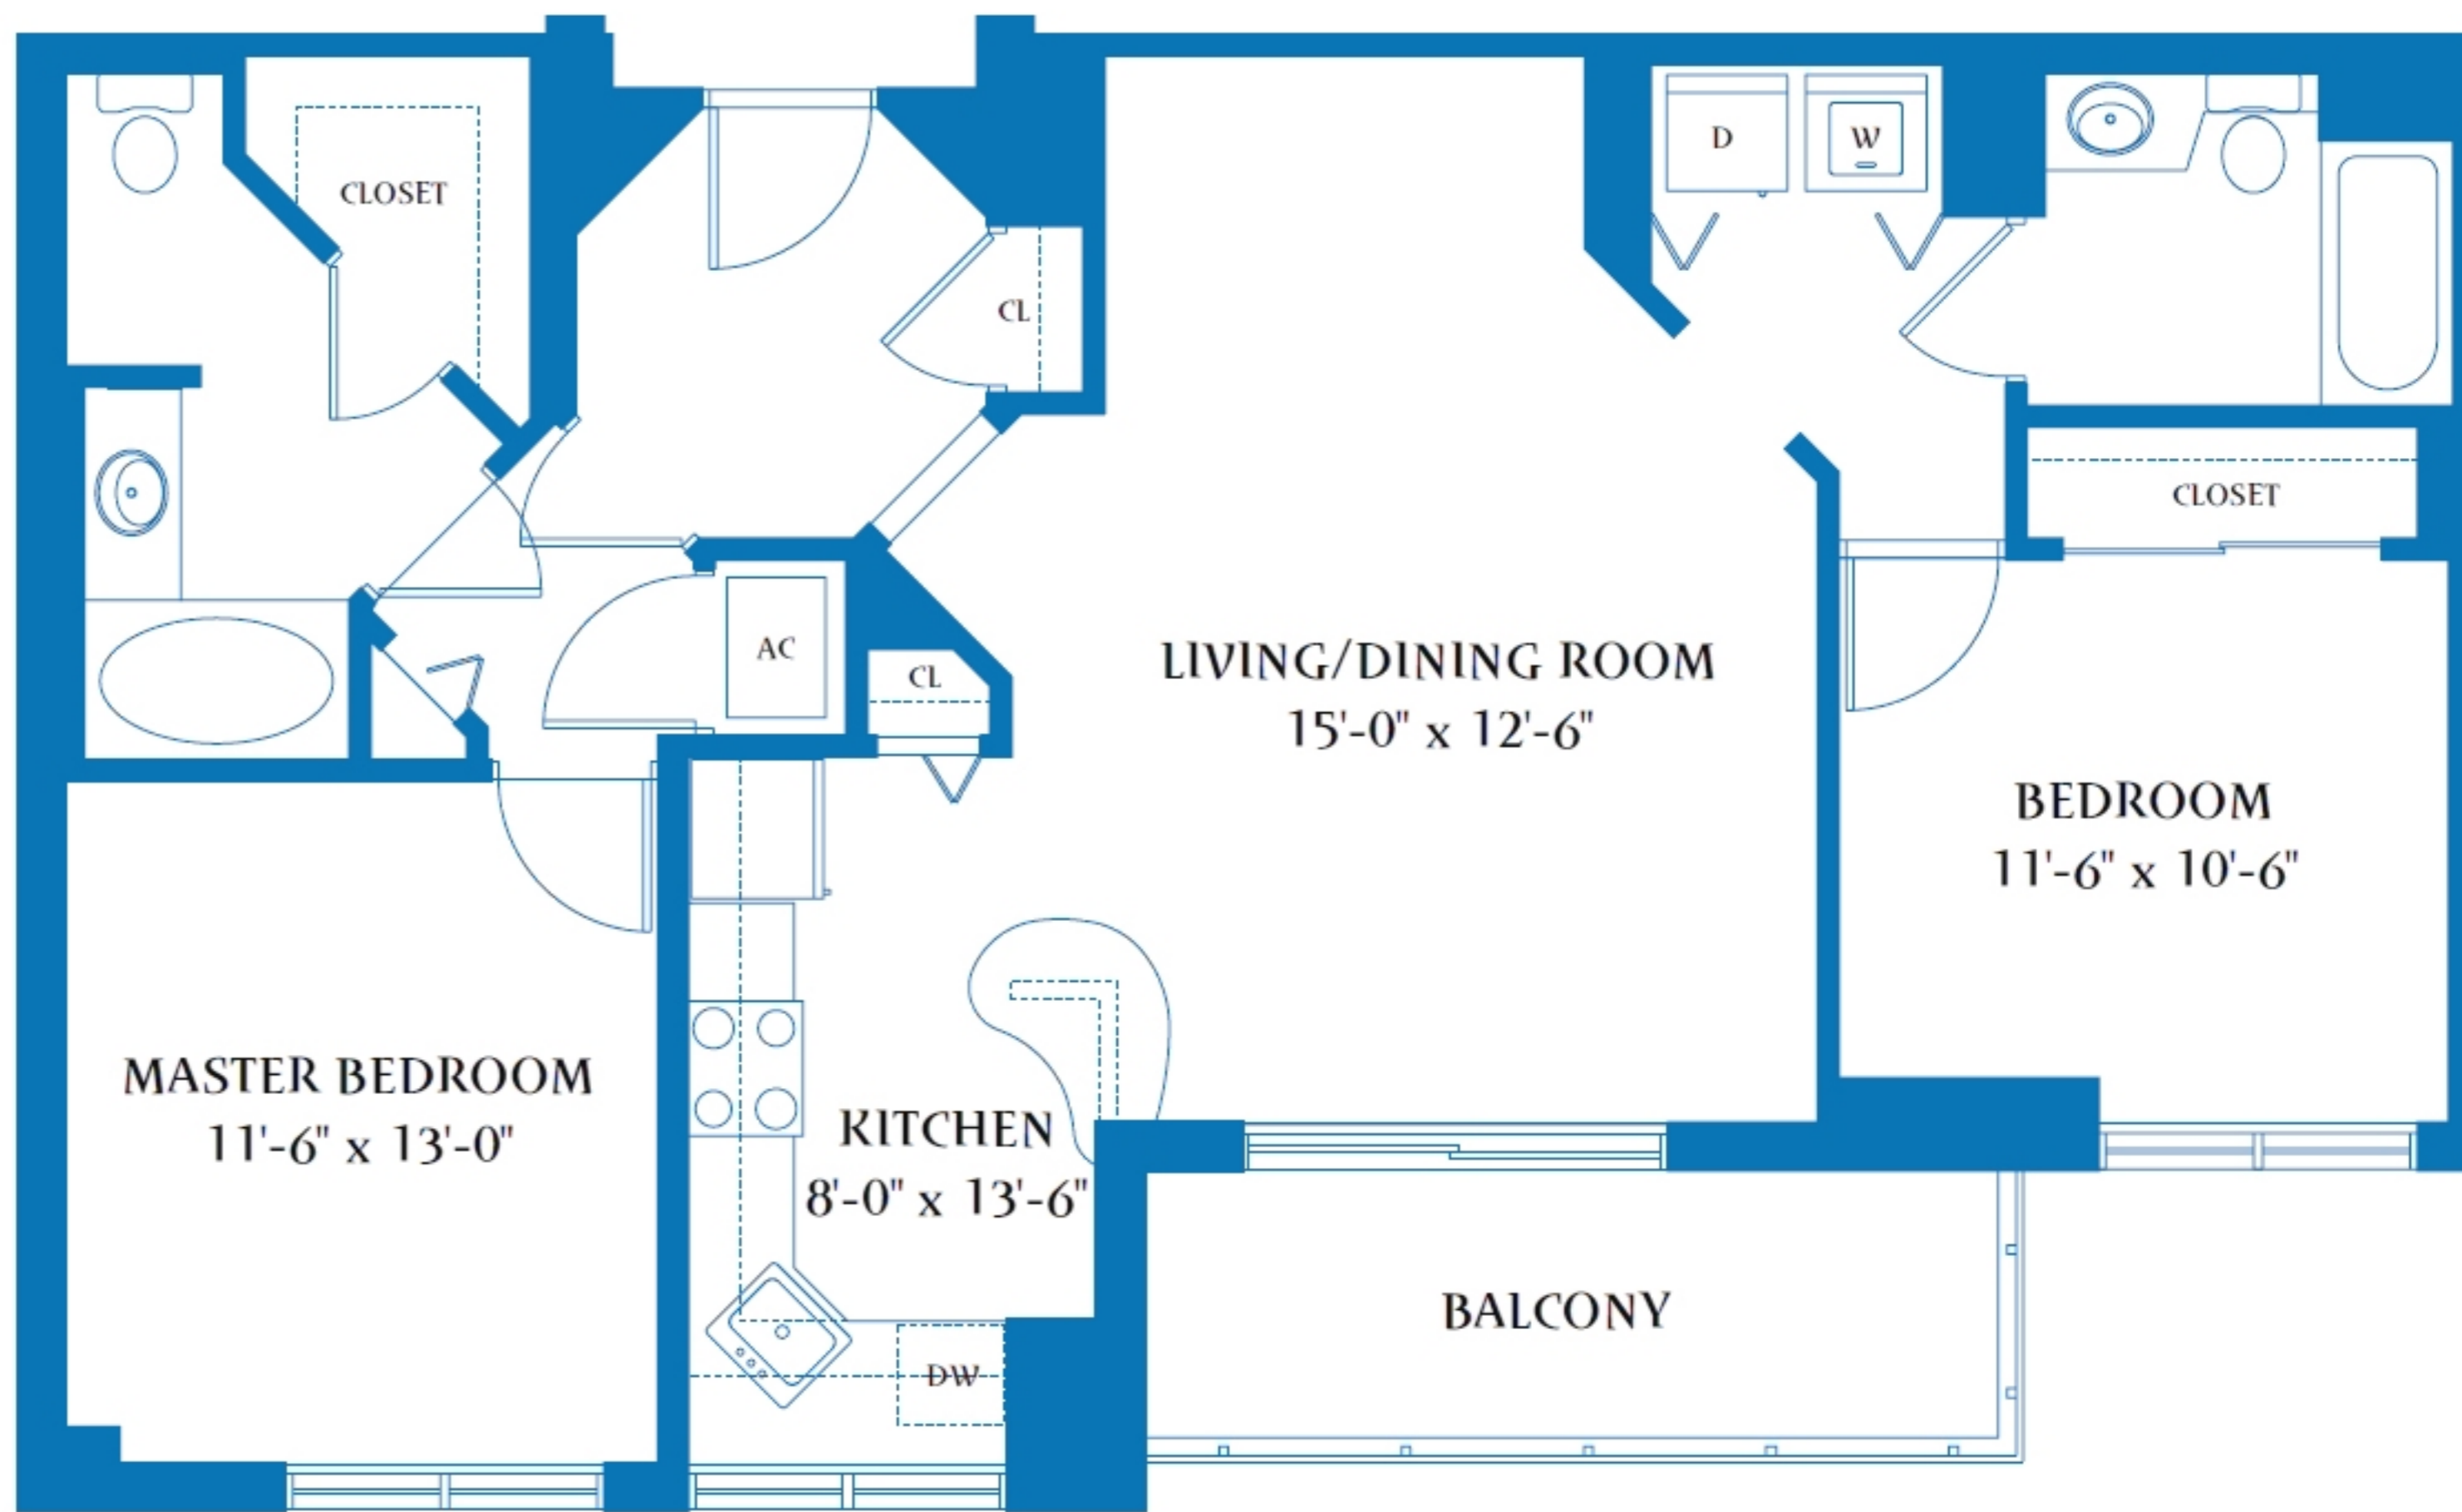 D
W
CLOSET
CL
CLOSET
AC
CL
LIVING/DINING ROOM
15'-0" x 12'-6"
BEDROOM
11'-6" x 10'-6"
MASTER BEDROOM
11'-6" x 13'-0"
KITCHEN
8'-0" x 13'-6"
BALCONY
DW